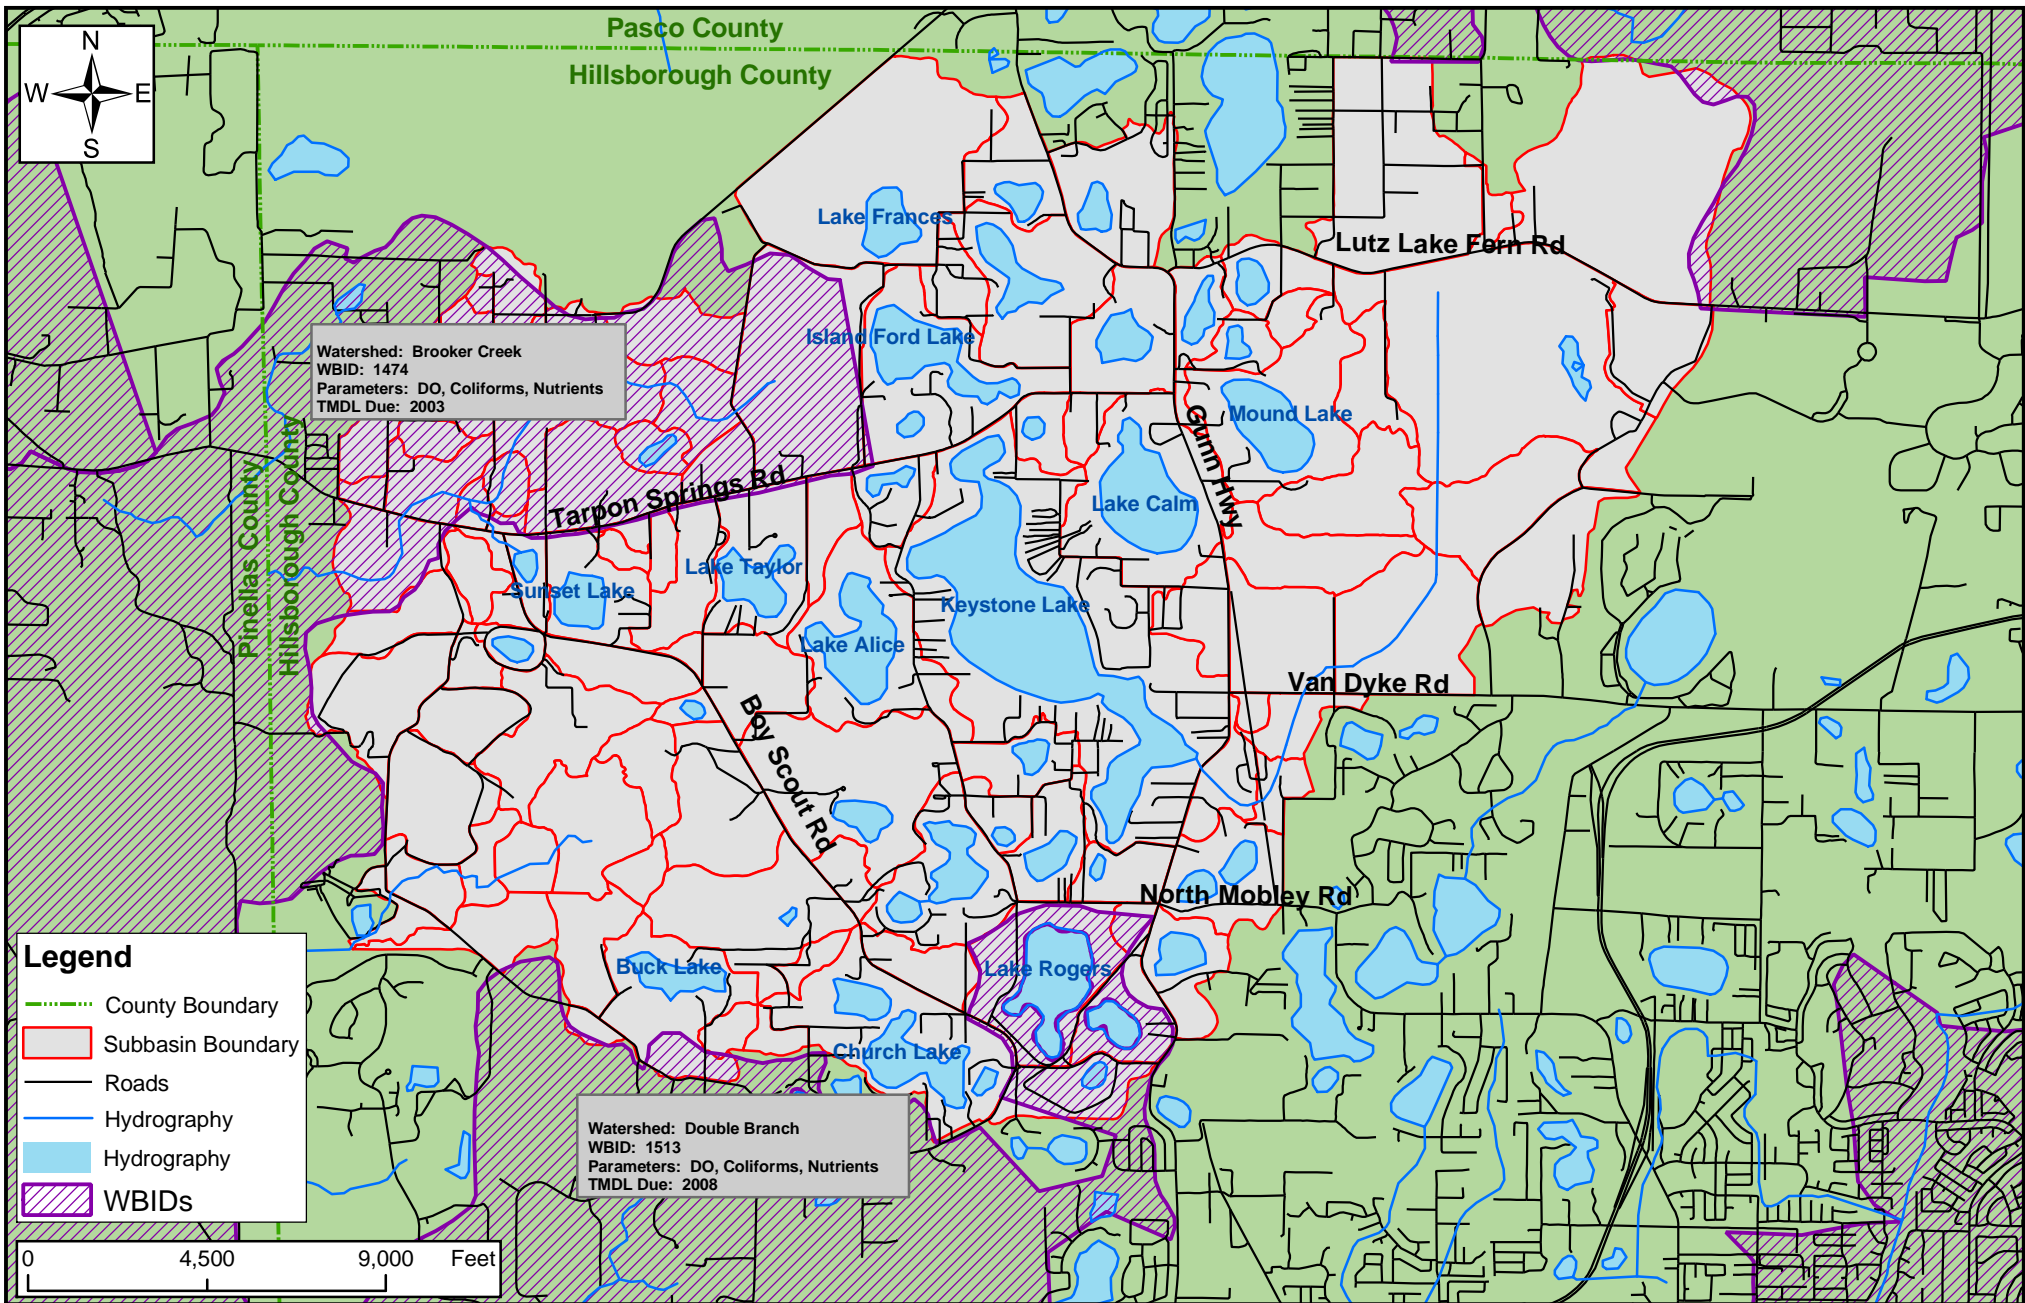 Pasco County
Hillsborough County
N
W E
S
Lake Frances
Lutz Lake Fern Rd
Island Ford Lake
Watershed: Brooker Creek
WBID: 1474
Parameters: DO, Coliforms, Nutrients
TMDL Due: 2003
Mound Lake
Gunn Hwy
Pinellas County
Hillsborough County
Tarpon Springs Rd
Lake Calm
Lake Taylor
Sunset Lake
Keystone Lake
Lake Alice
Van Dyke Rd
Boy Scout Rd
North Mobley Rd
Buck Lake
Lake Rogers
Church Lake
Watershed: Double Branch
WBID: 1513
Parameters: DO, Coliforms, Nutrients
TMDL Due: 2008
Legend
County Boundary
Subbasin Boundary
Roads
Hydrography
Hydrography
WBIDs
0 4,500 9,000 Feet